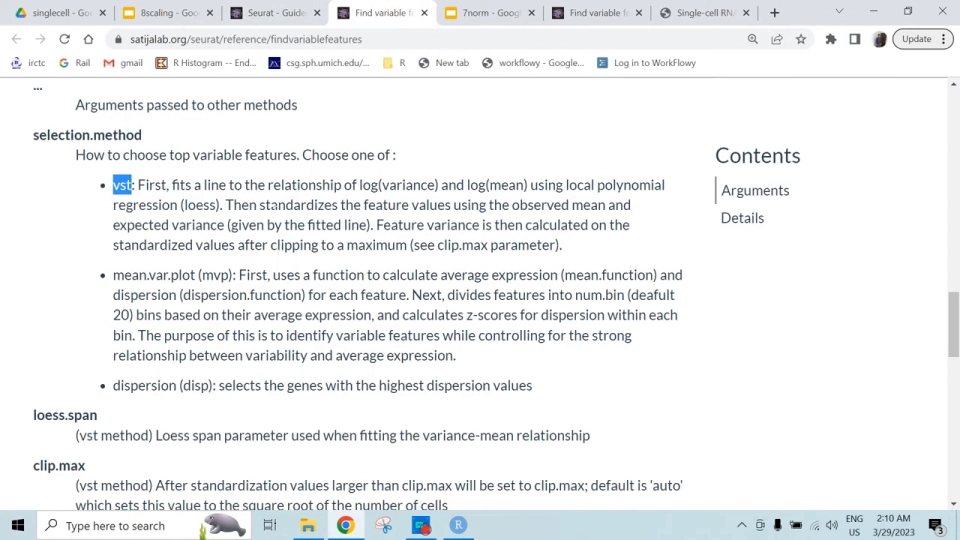 singlecell - G
8scaling - Goo
Seurat - Guide
Find variable f
7norm - Googl
Find variable f
Single-cell RNA
satijalab.org/seurat/reference/findvariablefeatures
Update
irctc
Rail
gmail
R Histogram -- End...
csg.sph.umich.edu/...
R
New tab
workflowy - Google...
Log in to WorkFlowy
...
Arguments passed to other methods
selection.method
How to choose top variable features. Choose one of :
• vst: First, fits a line to the relationship of log(variance) and log(mean) using local polynomial
regression (loess). Then standardizes the feature values using the observed mean and
expected variance (given by the fitted line). Feature variance is then calculated on the
standardized values after clipping to a maximum (see clip.max parameter).
• mean.var.plot (mvp): First, uses a function to calculate average expression (mean.function) and
dispersion (dispersion.function) for each feature. Next, divides features into num.bin (deafult
20) bins based on their average expression, and calculates z-scores for dispersion within each
bin. The purpose of this is to identify variable features while controlling for the strong
relationship between variability and average expression.
• dispersion (disp): selects the genes with the highest dispersion values
loess.span
(vst method) Loess span parameter used when fitting the variance-mean relationship
clip.max
(vst method) After standardization values larger than clip.max will be set to clip.max; default is 'auto'
which sets this value to the square root of the number of cells
Contents
Arguments
Details
Type here to search
ENG
US
2:10 AM
3/29/2023
3